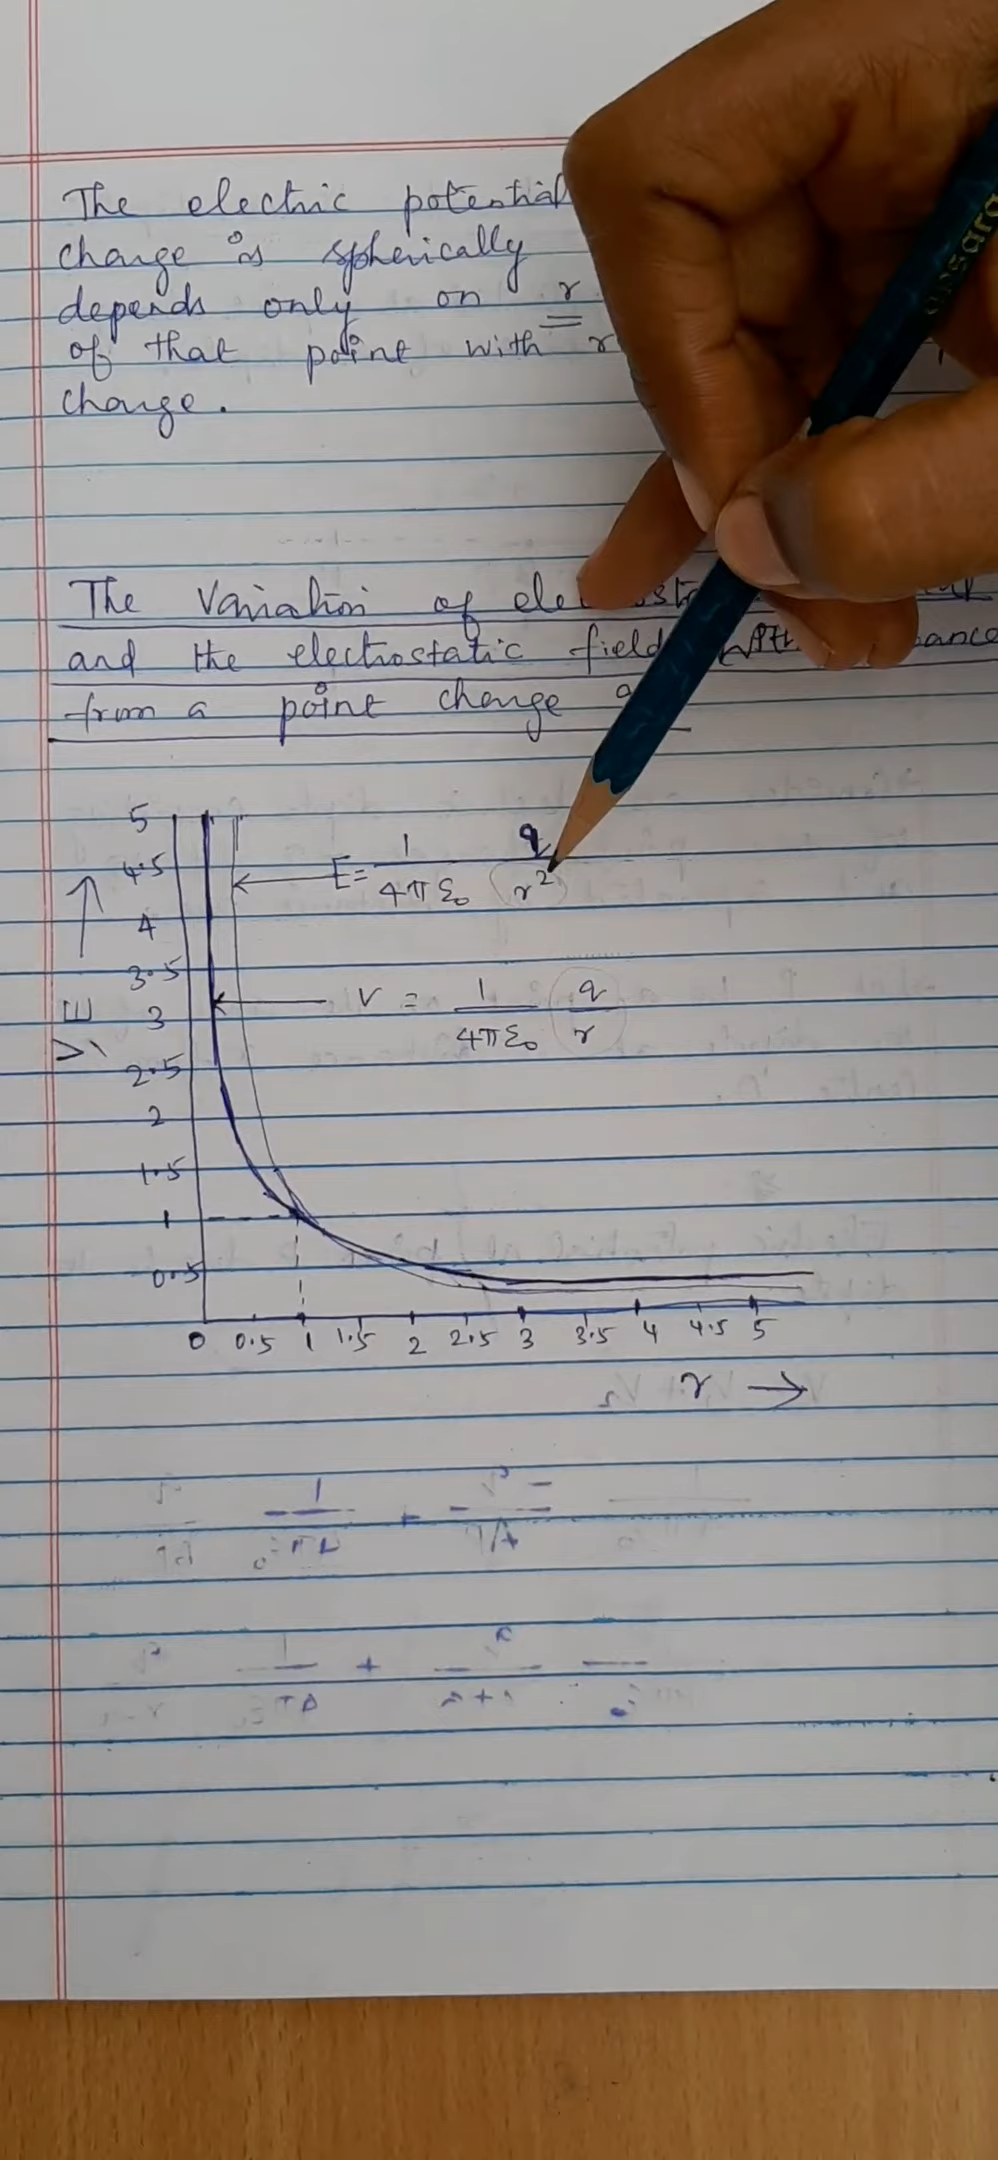 The electric potential
charge is spherically
depends only on r
of that point with r
charge.
The Variation of
and the electrostatic field
from a point charge
5
4.5
4
3.5
3
2.5
2
1.5
1
0.5
V, E
E = 1/4πε₀ q/r²
V = 1/4πε₀ q/r
0 0.5 1 1.5 2 2.5 3 3.5 4 4.5 5
r →